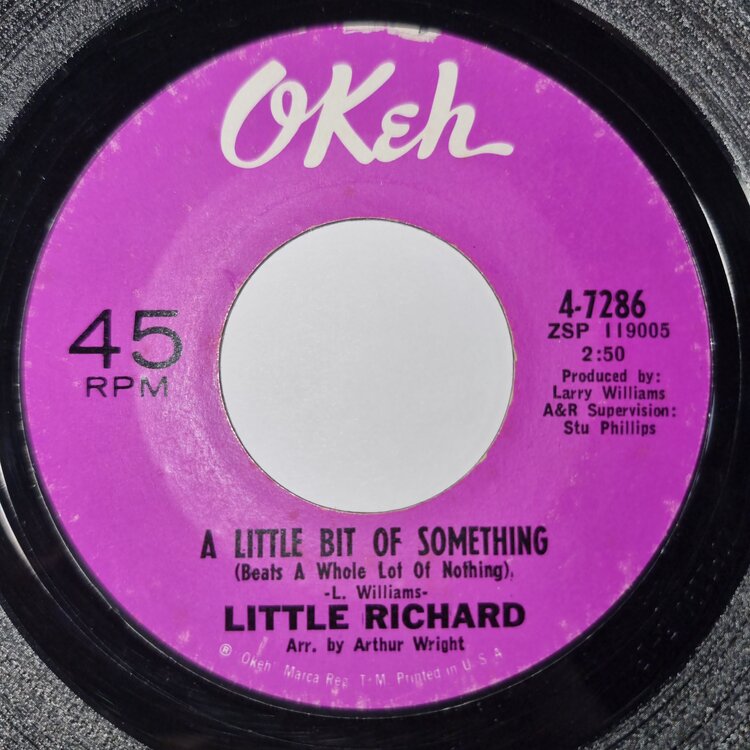 OKeh
45
RPM
4-7286
ZSP 119005
2:50
Produced by:
Larry Williams
A&R Supervision:
Stu Phillips
A LITTLE BIT OF SOMETHING
(Beats A Whole Lot Of Nothing)
-L. Williams-
LITTLE RICHARD
Arr. by Arthur Wright
® "OKeh" Marca Reg. T.M. Printed in U.S.A